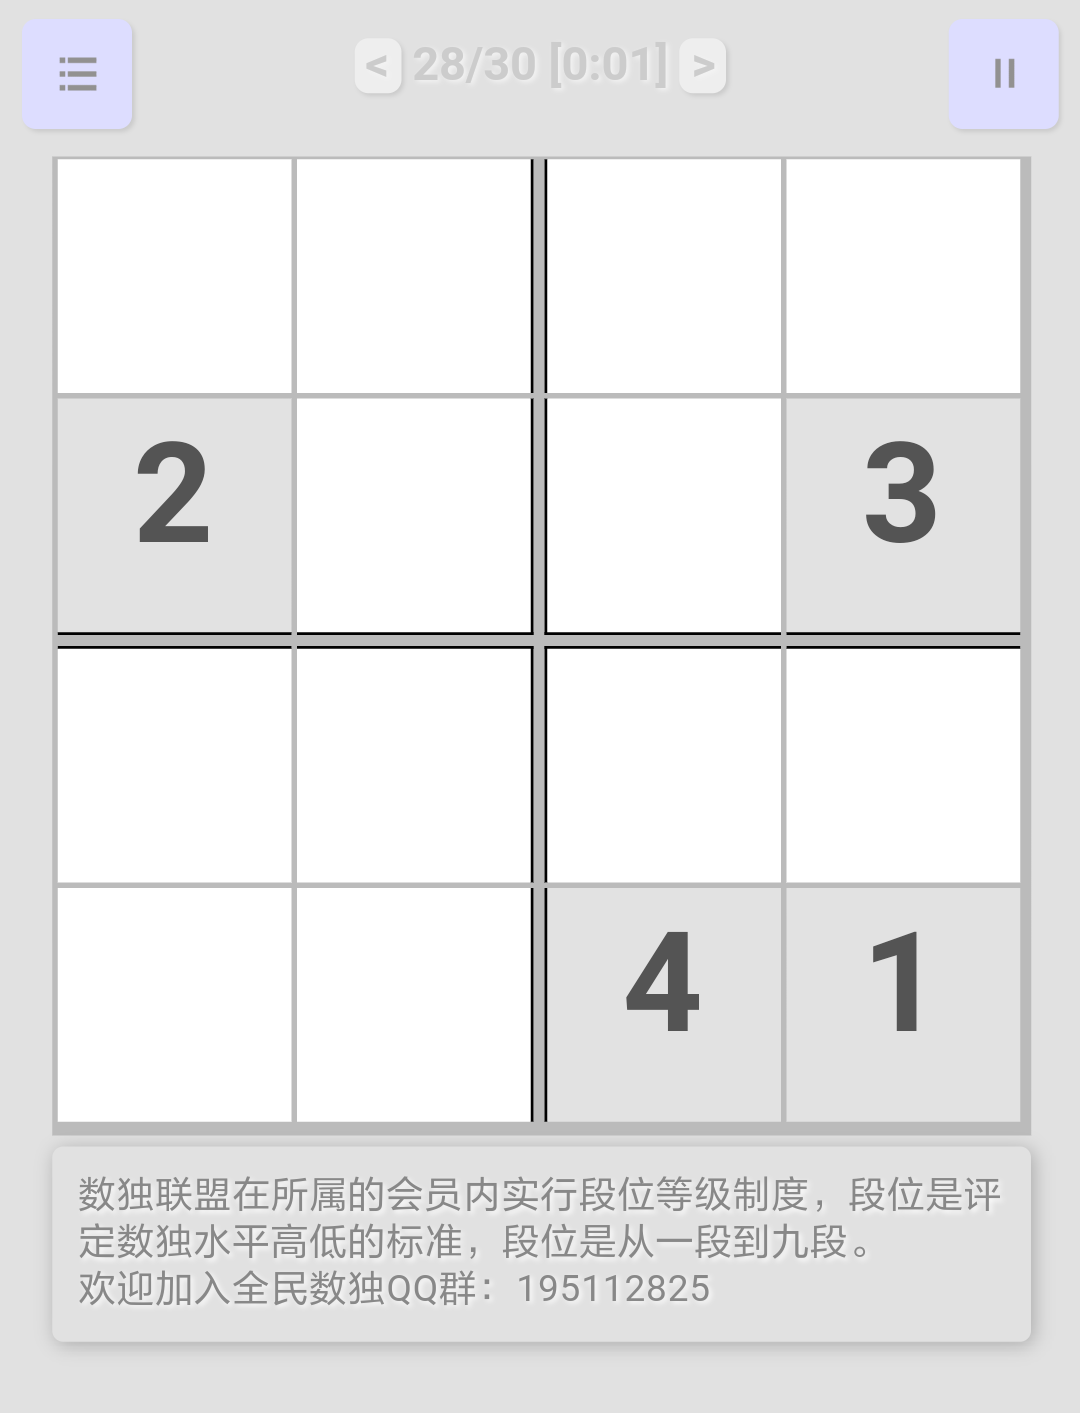 < 28/30 [0:01] >
2 3
4 1
数独联盟在所属的会员内实行段位等级制度，段位是评
定数独水平高低的标准，段位是从一段到九段。
欢迎加入全民数独QQ群：195112825